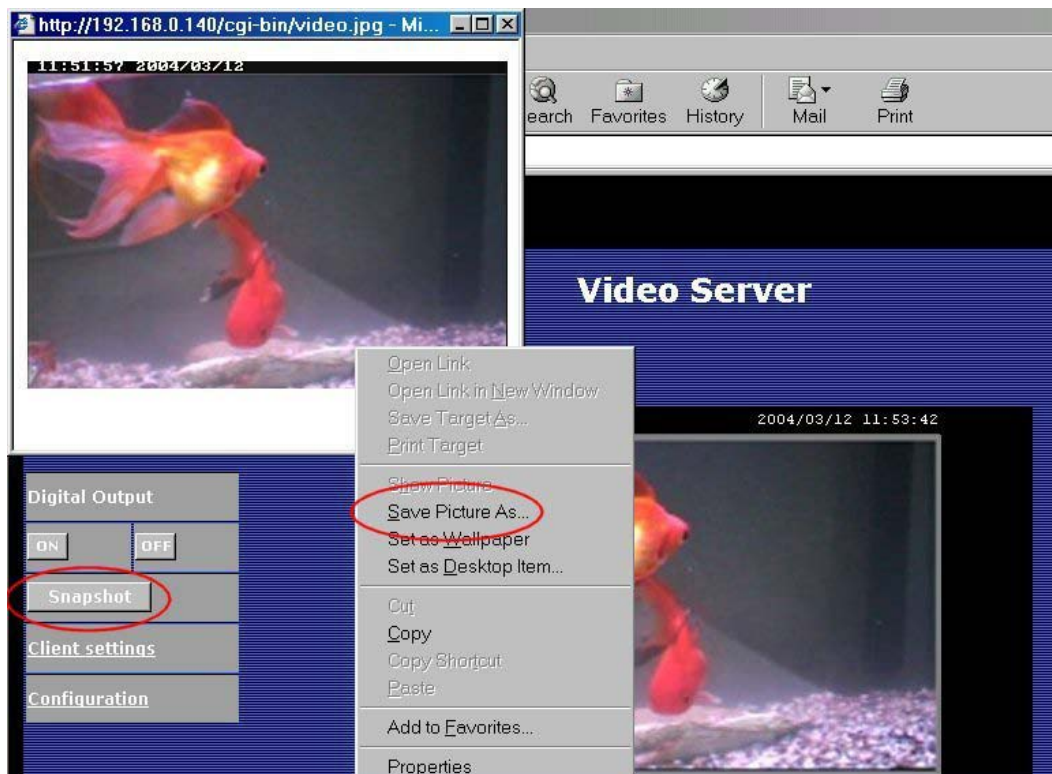 http://192.168.0.140/cgi-bin/video.jpg - Mi...
11:51:57 2004/03/12
earch Favorites History Mail Print
Video Server
2004/03/12 11:53:42
Open Link
Open Link in New Window
Save Target As...
Print Target
Show Picture
Save Picture As...
Set as Wallpaper
Set as Desktop Item...
Cut
Copy
Copy Shortcut
Paste
Add to Favorites...
Properties
Digital Output
ON OFF
Snapshot
Client settings
Configuration